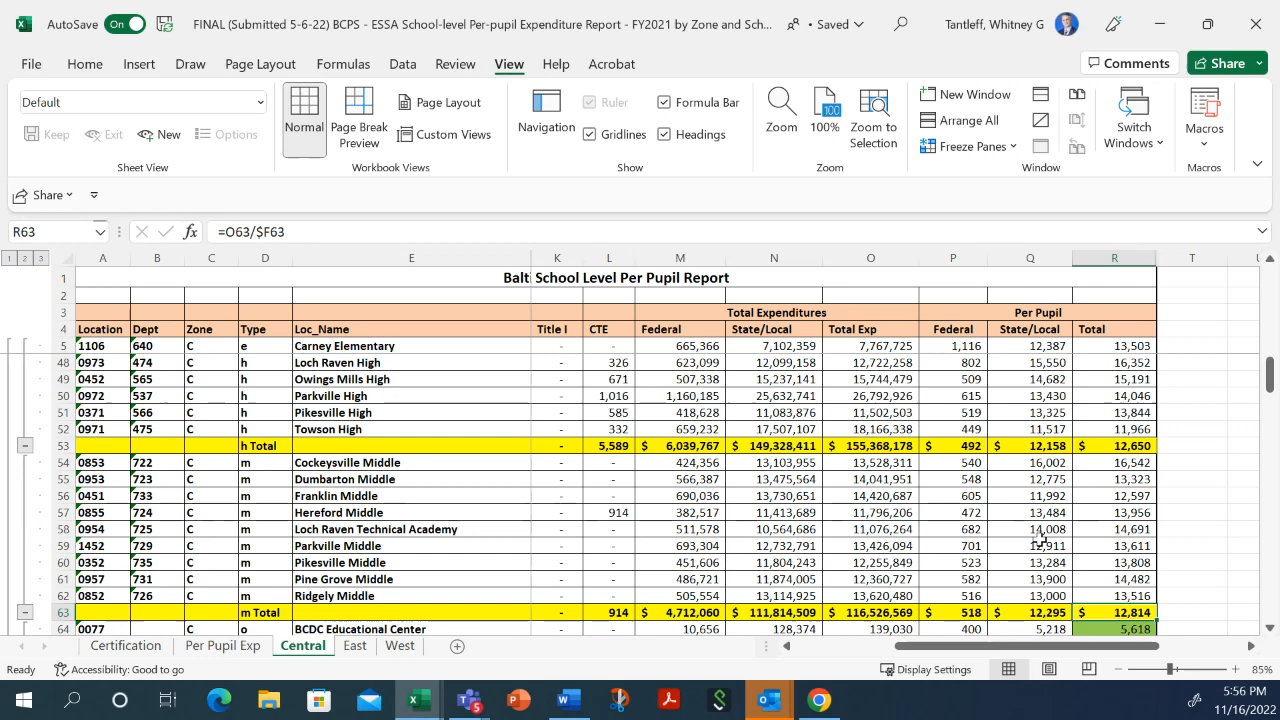 AutoSave On FINAL (Submitted 5-6-22) BCPS - ESSA School-level Per-pupil Expenditure Report - FY2021 by Zone and Sch... • Saved Tantleff, Whitney G
File Home Insert Draw Page Layout Formulas Data Review View Help Acrobat Comments Share
Default
Keep Exit New Options
Sheet View
Normal Page Break Preview Page Layout Custom Views
Workbook Views
Navigation Ruler Formula Bar Gridlines Headings
Show
Zoom 100% Zoom to Selection
Zoom
New Window Arrange All Freeze Panes Switch Windows
Window
Macros
Macros
Share
R63 fx =O63/$F63
1 2 3 A B C D E K L M N O P Q R T
1 Balti School Level Per Pupil Report
2
3 Total Expenditures Per Pupil
4 Location Dept Zone Type Loc_Name Title I CTE Federal State/Local Total Exp Federal State/Local Total
5 1106 640 C e Carney Elementary - - 665,366 7,102,359 7,767,725 1,116 12,387 13,503
48 0973 474 C h Loch Raven High - 326 623,099 12,099,158 12,722,258 802 15,550 16,352
49 0452 565 C h Owings Mills High - 671 507,338 15,237,141 15,744,479 509 14,682 15,191
50 0972 537 C h Parkville High - 1,016 1,160,185 25,632,741 26,792,926 615 13,430 14,046
51 0371 566 C h Pikesville High - 585 418,628 11,083,876 11,502,503 519 13,325 13,844
52 0971 475 C h Towson High - 332 659,232 17,507,107 18,166,338 449 11,517 11,966
53 h Total - 5,589 $ 6,039,767 $ 149,328,411 $ 155,368,178 $ 492 $ 12,158 $ 12,650
54 0853 722 C m Cockeysville Middle - - 424,356 13,103,955 13,528,311 540 16,002 16,542
55 0953 723 C m Dumbarton Middle - - 566,387 13,475,564 14,041,951 548 12,775 13,323
56 0451 733 C m Franklin Middle - - 690,036 13,730,651 14,420,687 605 11,992 12,597
57 0855 724 C m Hereford Middle - 914 382,517 11,413,689 11,796,206 472 13,484 13,956
58 0954 725 C m Loch Raven Technical Academy - - 511,578 10,564,686 11,076,264 682 14,008 14,691
59 1452 729 C m Parkville Middle - - 693,304 12,732,791 13,426,094 701 13,611
60 0352 735 C m Pikesville Middle - - 451,606 11,804,243 12,255,849 523 13,284 13,808
61 0957 731 C m Pine Grove Middle - - 486,721 11,874,005 12,360,727 582 13,900 14,482
62 0852 726 C m Ridgely Middle - - 505,554 13,114,925 13,620,480 516 13,000 13,516
63 m Total - 914 $ 4,712,060 $ 111,814,509 $ 116,526,569 $ 518 $ 12,295 $ 12,814
64 0077 C o BCDC Educational Center - - 10,656 128,374 139,030 400 5,218 5,618
Certification Per Pupil Exp Central East West
Ready Accessibility: Good to go Display Settings 85%
5:56 PM
11/16/2022